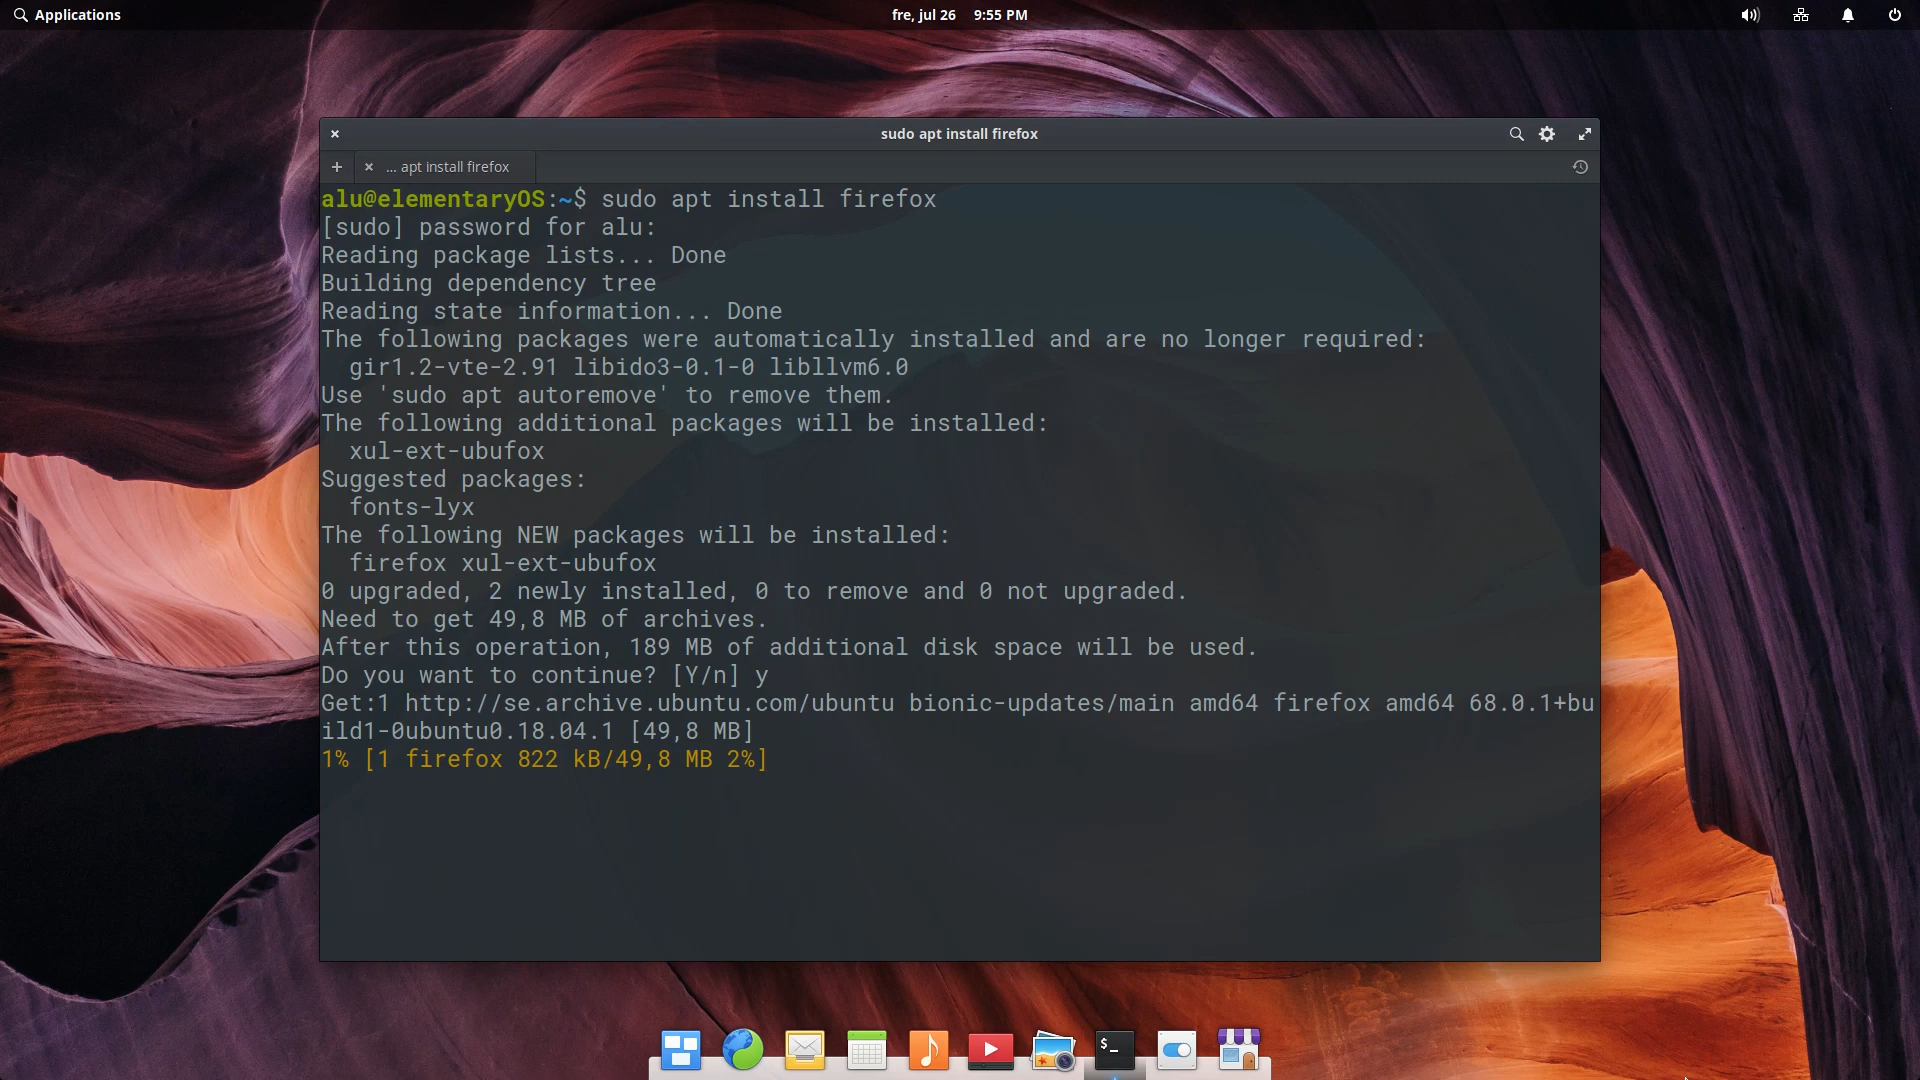 Applications
fre, jul 26 9:55 PM
sudo apt install firefox
... apt install firefox
alu@elementaryOS:~$ sudo apt install firefox
[sudo] password for alu:
Reading package lists... Done
Building dependency tree
Reading state information... Done
The following packages were automatically installed and are no longer required:
  gir1.2-vte-2.91 libido3-0.1-0 libllvm6.0
Use 'sudo apt autoremove' to remove them.
The following additional packages will be installed:
  xul-ext-ubufox
Suggested packages:
  fonts-lyx
The following NEW packages will be installed:
  firefox xul-ext-ubufox
0 upgraded, 2 newly installed, 0 to remove and 0 not upgraded.
Need to get 49,8 MB of archives.
After this operation, 189 MB of additional disk space will be used.
Do you want to continue? [Y/n] y
Get:1 http://se.archive.ubuntu.com/ubuntu bionic-updates/main amd64 firefox amd64 68.0.1+bu
ild1-0ubuntu0.18.04.1 [49,8 MB]
1% [1 firefox 822 kB/49,8 MB 2%]
$_